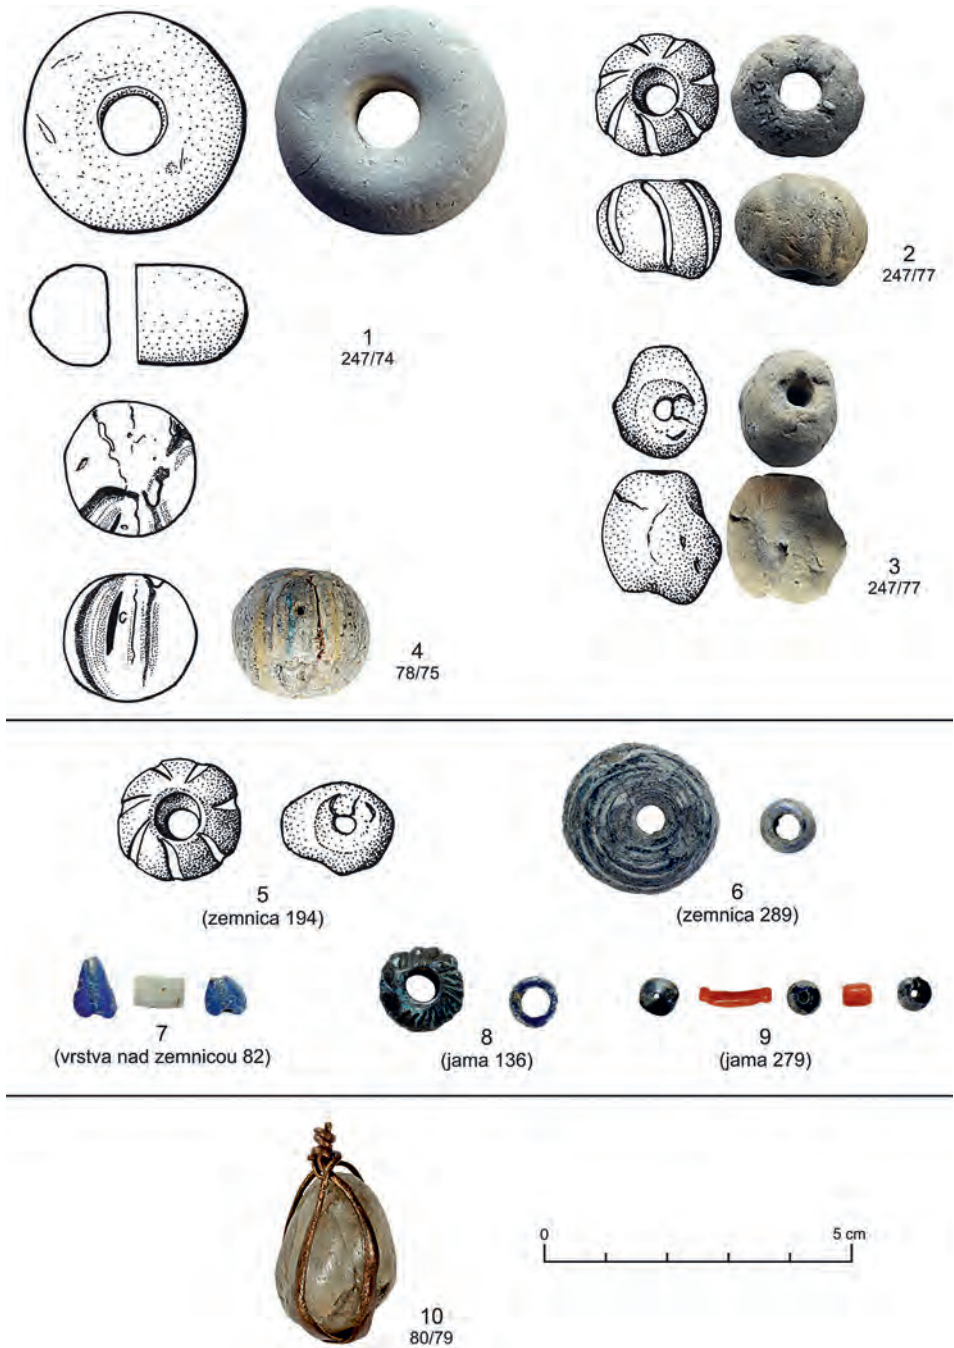 1
247/74
2
247/77
3
247/77
4
78/75
5
(zemnica 194)
6
(zemnica 289)
7
(vrstva nad zemnicou 82)
8
(jama 136)
9
(jama 279)
10
80/79
0 5 cm